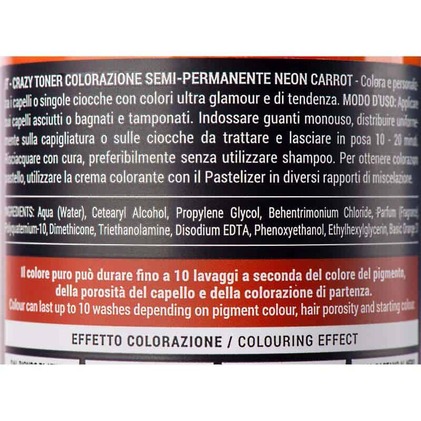 - CRAZY TONER COLORAZIONE SEMI-PERMANENTE NEON CARROT - Colora e personalizz
i capelli o singole ciocche con colori ultra glamour e di tendenza. MODO D'USO: Applicare
capelli asciutti o bagnati e tamponati. Indossare guanti monouso, distribuire uniforme-
mente sulla capigliatura o sulle ciocche da trattare e lasciare in posa 10 - 20 minuti.
Risciacquare con cura, preferibilmente senza utilizzare shampoo. Per ottenere colorazioni
pastello, utilizzare la crema colorante con il Pastelizer in diversi rapporti di miscelazione.
INGREDIENTS: Aqua (Water), Cetearyl Alcohol, Propylene Glycol, Behentrimonium Chloride, Parfum (Fragrance),
Polyquaternium-10, Dimethicone, Triethanolamine, Disodium EDTA, Phenoxyethanol, Ethylhexylglycerin, Basic Orange
Il colore puro può durare fino a 10 lavaggi a seconda del colore del pigmento,
della porosità del capello e della colorazione di partenza.
Colour can last up to 10 washes depending on pigment colour, hair porosity and starting colour.
EFFETTO COLORAZIONE / COLOURING EFFECT